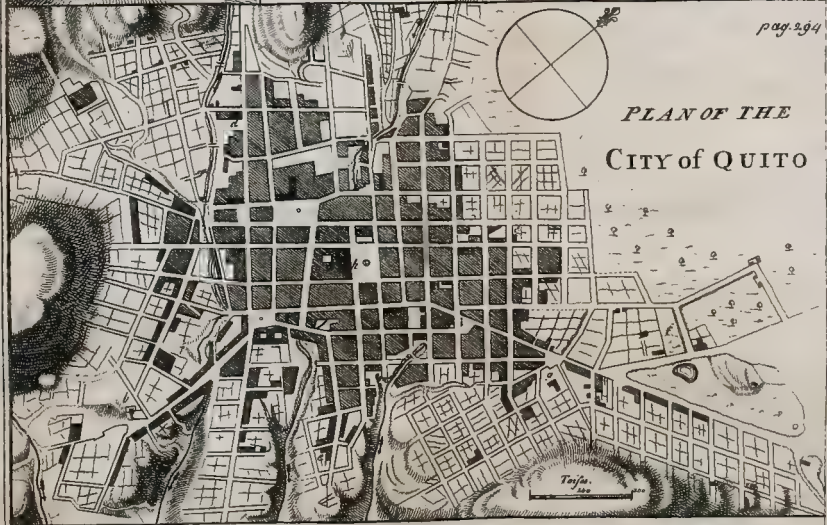 pag. 294
PLAN OF THE
CITY of QUITO
h
Toises.